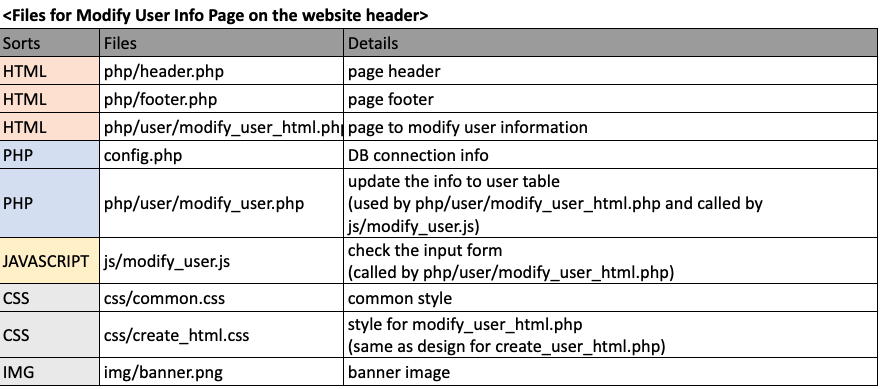 <Files for Modify User Info Page on the website header>
Sorts Files Details
HTML php/header.php page header
HTML php/footer.php page footer
HTML php/user/modify_user_html.ph page to modify user information
PHP config.php DB connection info
PHP php/user/modify_user.php update the info to user table
(used by php/user/modify_user_html.php and called by
js/modify_user.js)
JAVASCRIPT js/modify_user.js check the input form
(called by php/user/modify_user_html.php)
CSS css/common.css common style
CSS css/create_html.css style for modify_user_html.php
(same as design for create_user_html.php)
IMG img/banner.png banner image